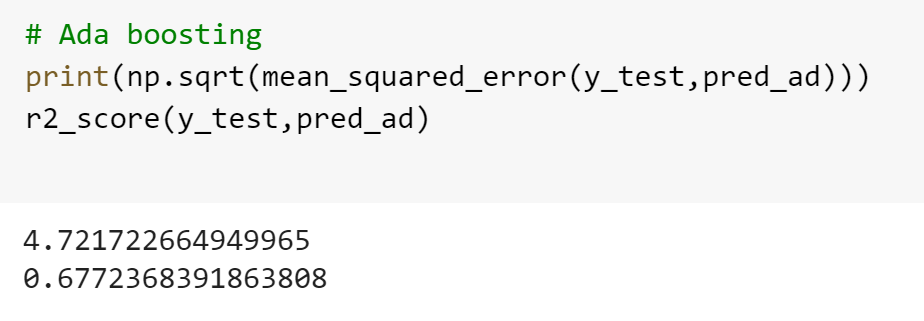 # Ada boosting
print(np.sqrt(mean_squared_error(y_test,pred_ad)))
r2_score(y_test,pred_ad)
4.721722664949965
0.6772368391863808